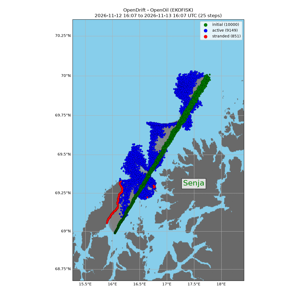 OpenDrift - OpenOil (EKOFISK)
2026-11-12 16:07 to 2026-11-13 16:07 UTC (25 steps)
initial (10000)
active (9149)
stranded (851)
70.25°N
70°N
69.75°N
69.5°N
69.25°N
69°N
68.75°N
Senja
15.5°E
16°E
16.5°E
17°E
17.5°E
18°E